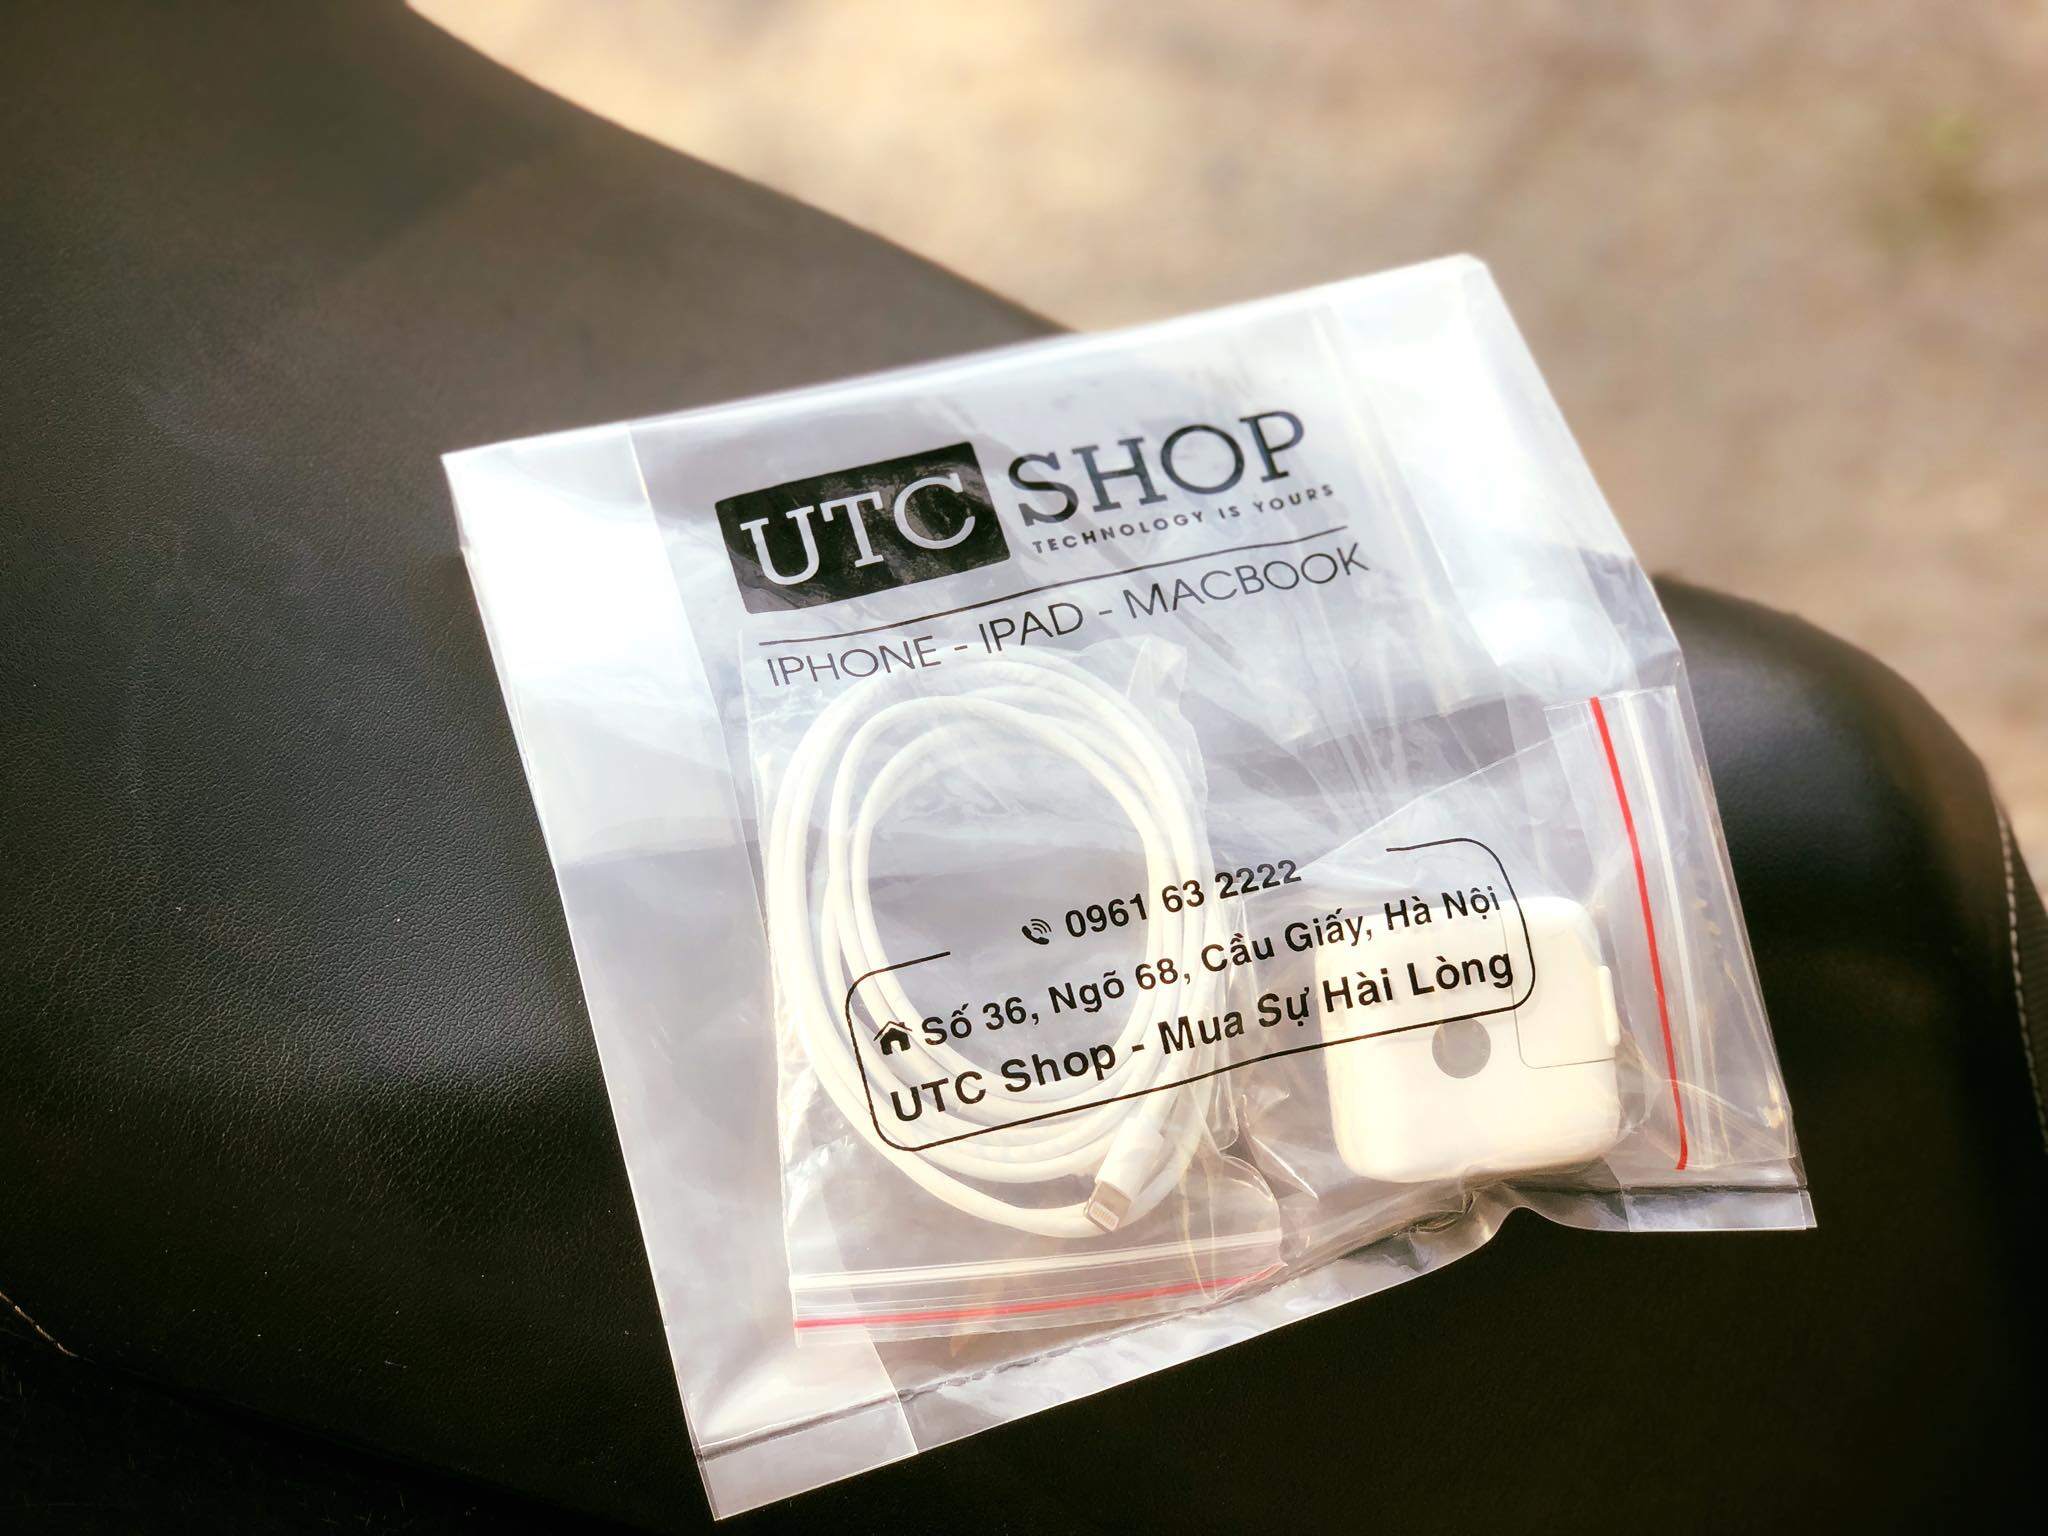 UTC SHOP
TECHNOLOGY IS YOURS
IPHONE - IPAD - MACBOOK
0961 63 2222
Số 36, Ngõ 68, Cầu Giấy, Hà Nội
UTC Shop - Mua Sự Hài Lòng